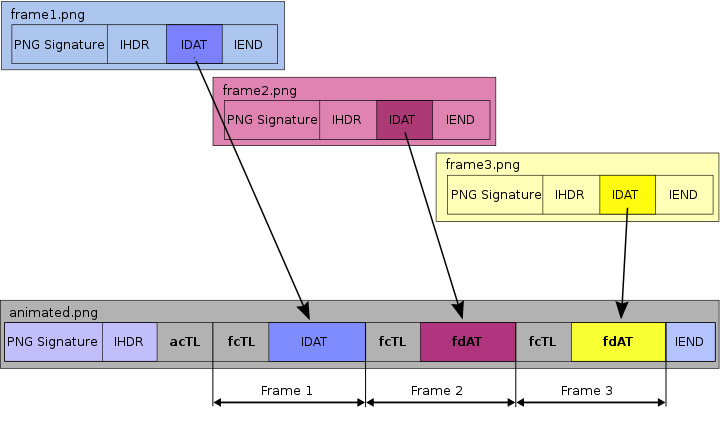 frame1.png
PNG Signature IHDR IDAT IEND
frame2.png
PNG Signature IHDR IDAT IEND
frame3.png
PNG Signature IHDR IDAT IEND
animated.png
PNG Signature IHDR acTL fcTL IDAT fcTL fdAT fcTL fdAT IEND
Frame 1 Frame 2 Frame 3